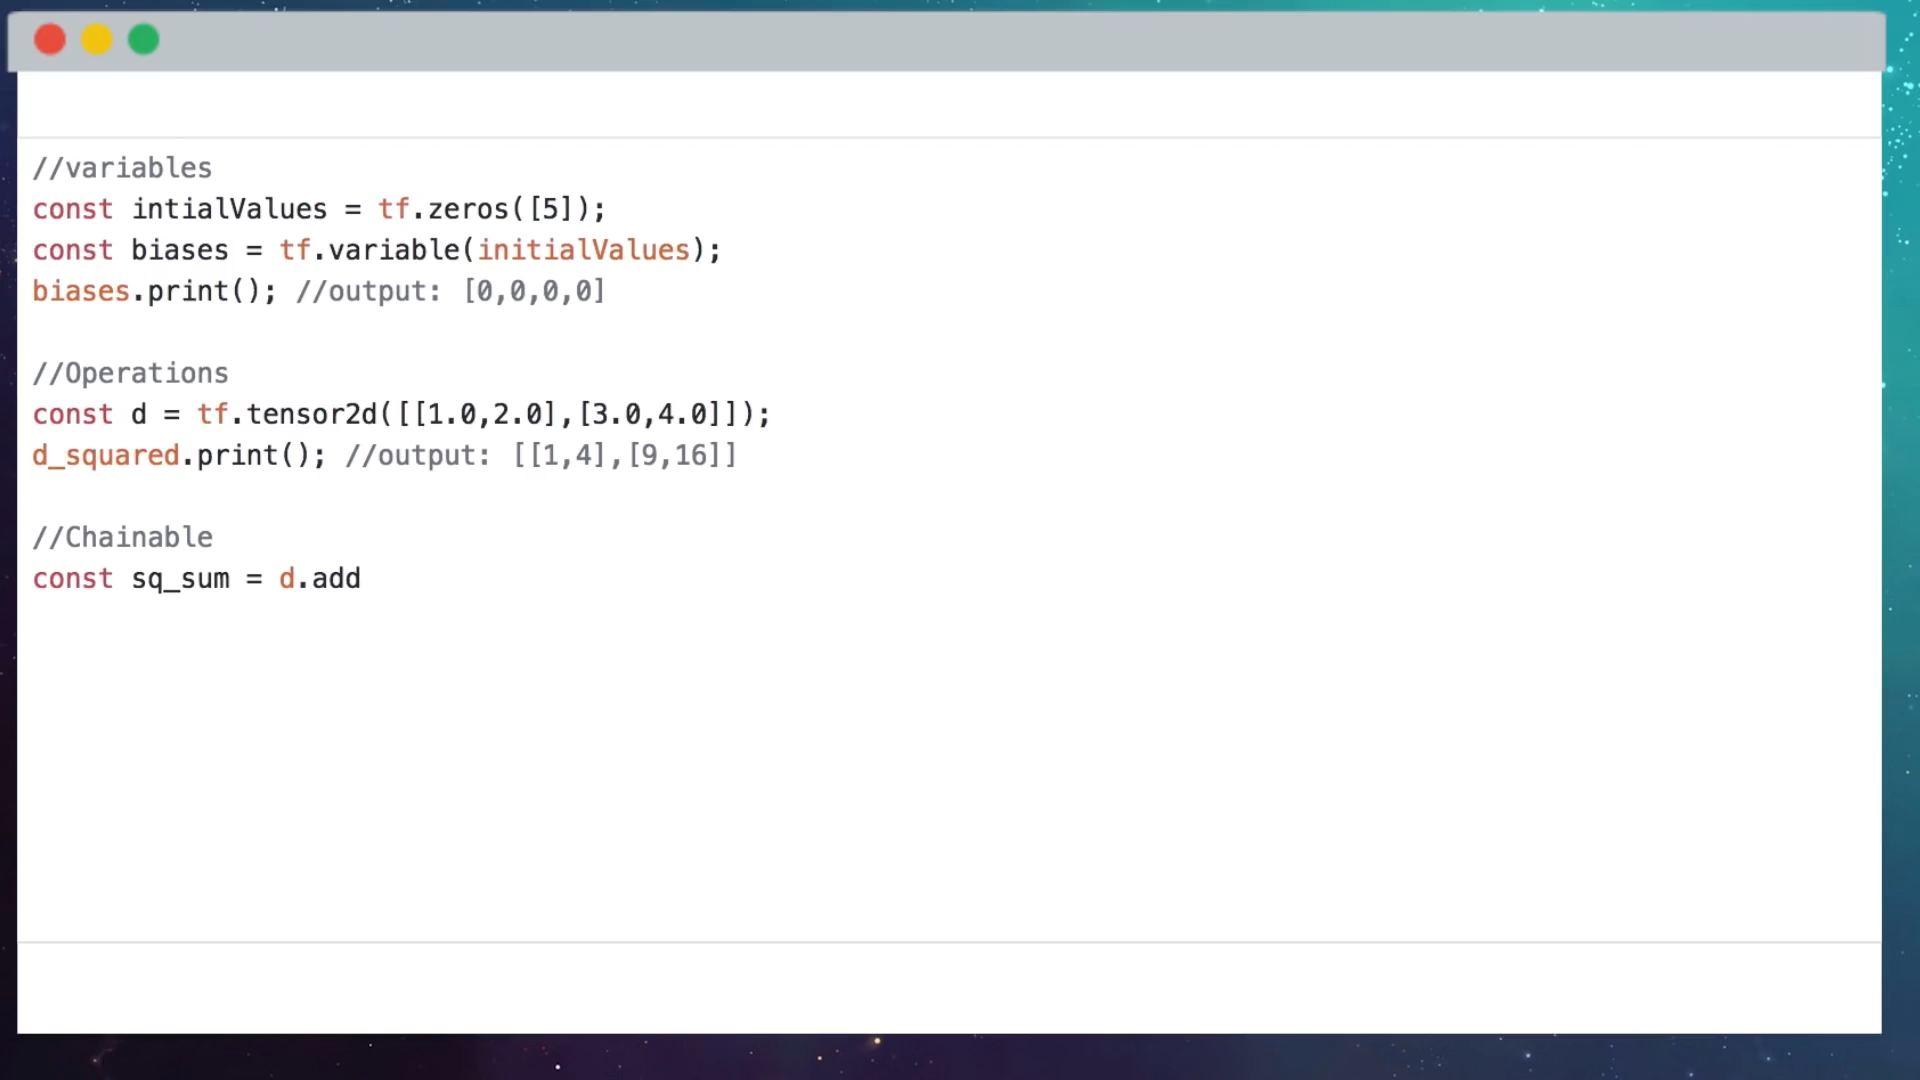 //variables
const intialValues = tf.zeros([5]);
const biases = tf.variable(initialValues);
biases.print(); //output: [0,0,0,0]
//Operations
const d = tf.tensor2d([[1.0,2.0],[3.0,4.0]]);
d_squared.print(); //output: [[1,4],[9,16]]
//Chainable
const sq_sum = d.add